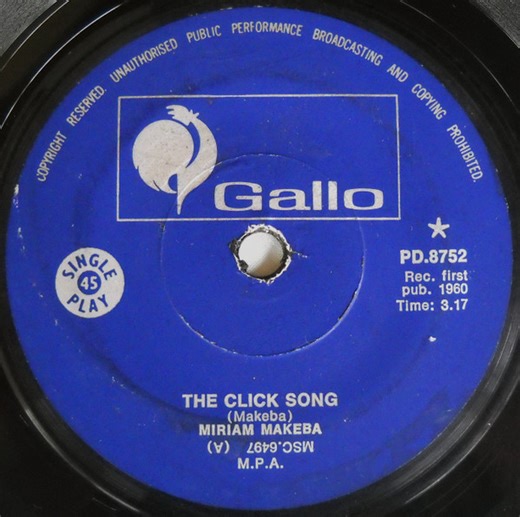 COPYRIGHT RESERVED. UNAUTHORISED PUBLIC PERFORMANCE BROADCASTING AND COPYING PROHIBITED.
Gallo
SINGLE
45
PLAY
PD.8752
Rec. first
pub. 1960
Time: 3.17
THE CLICK SONG
(Makeba)
MIRIAM MAKEBA
MSC.6497 (A)
M.P.A.